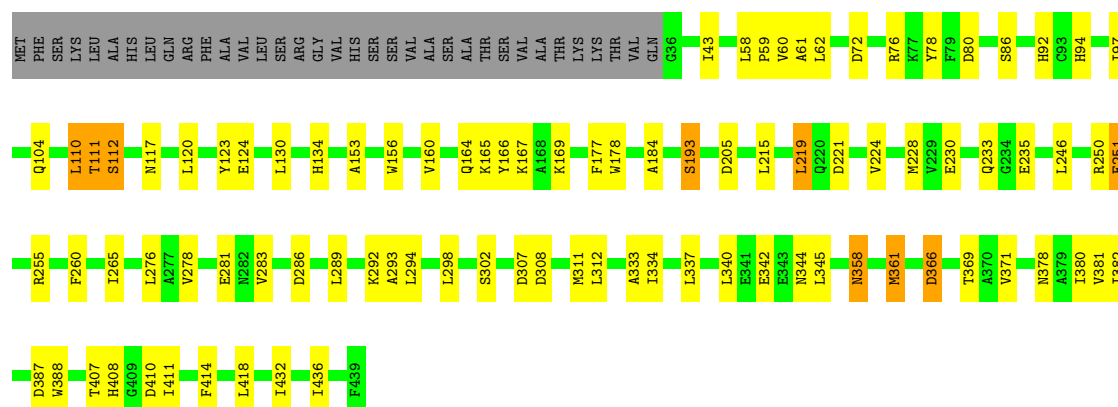 MET PHE SER LYS LEU ALA HIS LEU GLN ARG PHE ALA VAL LEU SER ARG GLY VAL HIS SER SER VAL ALA SER ALA THR SER VAL ALA THR LYS LYS THR VAL GLN G36 I43 L58 P59 V60 A61 L62 D72 R76 K77 Y78 F79 D80 S86 H92 C93 H94
Q104 L110 T111 S112 N117 L120 Y123 E124 L130 H134 A153 W156 V160 Q164 K165 Y166 K167 A168 K169 F177 W178 A184 S193 D205 L215 L219 Q220 D221 V224 M228 V229 E230 Q233 G234 E235 L246 R250
R255 F260 I265 L276 A277 V278 E281 N282 V283 D286 L289 K292 A293 L294 L298 S302 D307 D308 M311 L312 A333 I334 L337 L340 E341 E342 E343 N344 L345 N358 M361 D366 T369 A370 V371 N378 A379 I380 V381
D387 W388 T407 H408 G409 D410 I411 F414 L418 I432 I436 F439